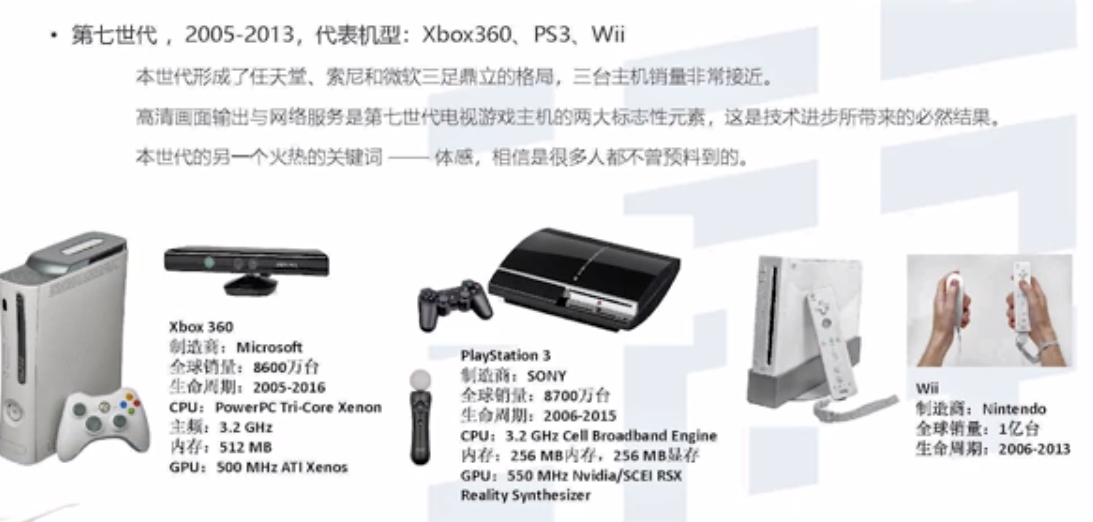 • 第七世代 ，2005-2013，代表机型：Xbox360、PS3、Wii
本世代形成了任天堂、索尼和微软三足鼎立的格局，三台主机销量非常接近。
高清画面输出与网络服务是第七世代电视游戏主机的两大标志性元素，这是技术进步所带来的必然结果。
本世代的另一个火热的关键词 —— 体感，相信是很多人都不曾预料到的。
Xbox 360
制造商：Microsoft
全球销量：8600万台
生命周期：2005-2016
CPU：PowerPC Tri-Core Xenon
主频：3.2 GHz
内存：512 MB
GPU：500 MHz ATI Xenos
PlayStation 3
制造商：SONY
全球销量：8700万台
生命周期：2006-2015
CPU：3.2 GHz Cell Broadband Engine
内存：256 MB内存，256 MB显存
GPU：550 MHz Nvidia/SCEI RSX
Reality Synthesizer
Wii
制造商：Nintendo
全球销量：1亿台
生命周期：2006-2013